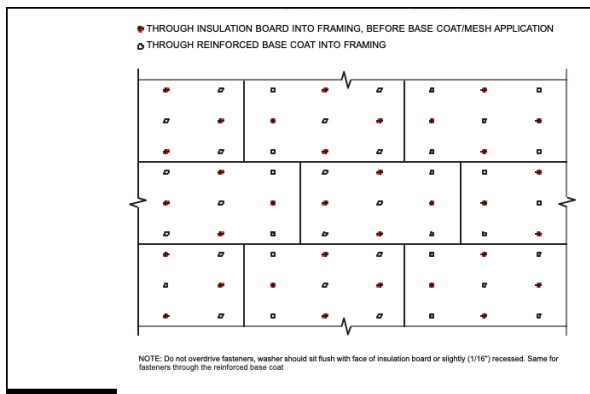 THROUGH INSULATION BOARD INTO FRAMING, BEFORE BASE COAT/MESH APPLICATION
THROUGH REINFORCED BASE COAT INTO FRAMING
NOTE: Do not overdrive fasteners, washer should sit flush with face of insulation board or slightly (1/16") recessed. Same for
fasteners through the reinforced base coat